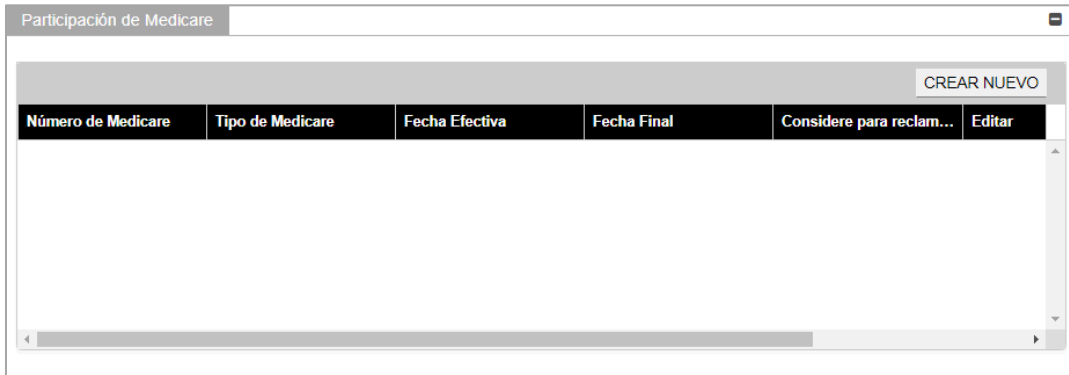 Participación de Medicare
CREAR NUEVO
Número de Medicare Tipo de Medicare Fecha Efectiva Fecha Final Considere para reclam... Editar